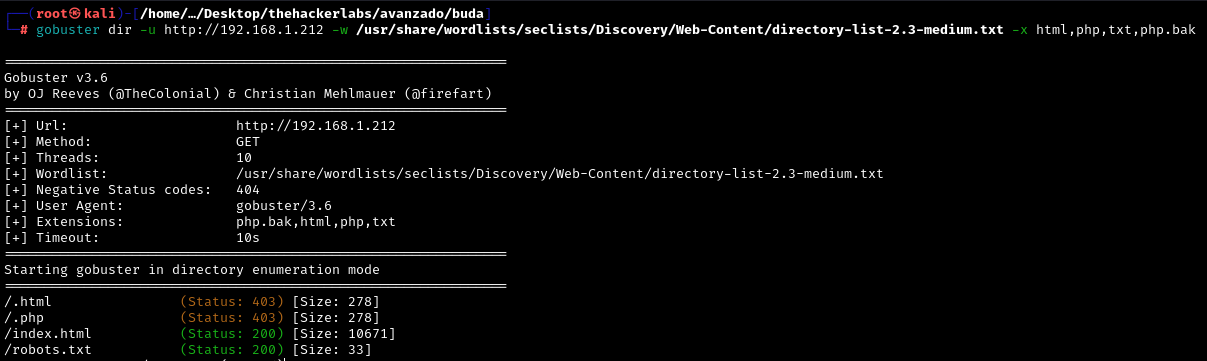 ┌──(root㉿kali)-[/home/…/Desktop/thehackerlabs/avanzado/buda]
└─# gobuster dir -u http://192.168.1.212 -w /usr/share/wordlists/seclists/Discovery/Web-Content/directory-list-2.3-medium.txt -x html,php,txt,php.bak
===============================================================
Gobuster v3.6
by OJ Reeves (@TheColonial) & Christian Mehlmauer (@firefart)
===============================================================
[+] Url:                     http://192.168.1.212
[+] Method:                  GET
[+] Threads:                 10
[+] Wordlist:                /usr/share/wordlists/seclists/Discovery/Web-Content/directory-list-2.3-medium.txt
[+] Negative Status codes:   404
[+] User Agent:              gobuster/3.6
[+] Extensions:              php.bak,html,php,txt
[+] Timeout:                 10s
===============================================================
Starting gobuster in directory enumeration mode
===============================================================
/.html                (Status: 403) [Size: 278]
/.php                 (Status: 403) [Size: 278]
/index.html           (Status: 200) [Size: 10671]
/robots.txt           (Status: 200) [Size: 33]